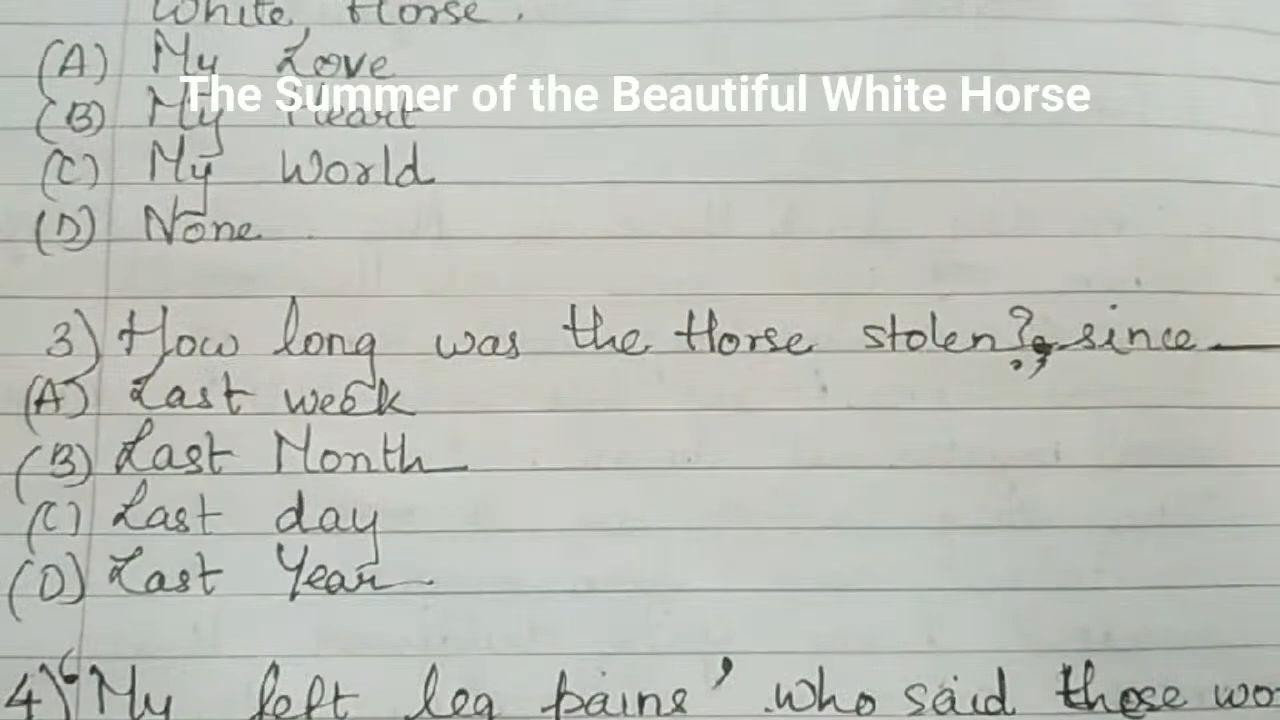 White Horse.
(A) My Love
The Summer of the Beautiful White Horse
(B) My Heart
(C) My World
(D) None
3) How long was the Horse stolen?, since
(A) Last week
(B) Last Month
(C) Last day
(D) Last Year.
4) 'My left leg pains' who said these